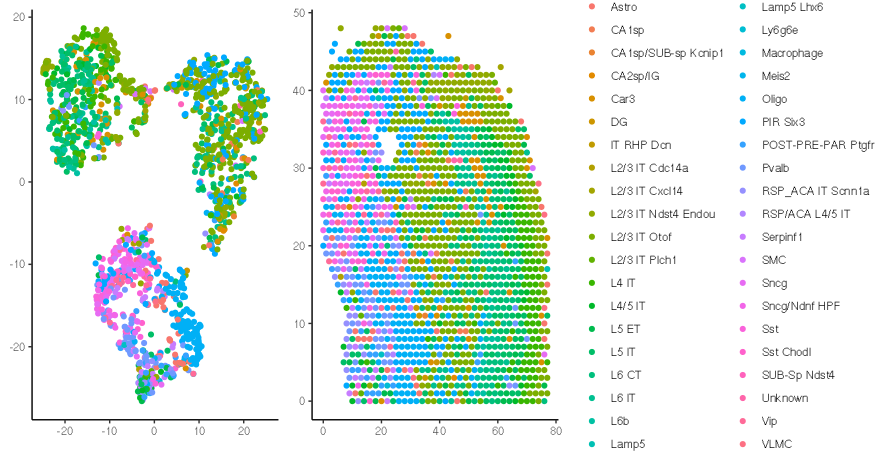 20
10
0
-10
-20
-20
-10
0
10
20
50
40
30
20
10
0
0
20
40
60
80
Astro
CA1sp
CA1sp/SUB-sp Kcnip1
CA2sp/IG
Car3
DG
IT RHP Dcn
L2/3 IT Cdc14a
L2/3 IT Cxcl14
L2/3 IT Ndst4 Endou
L2/3 IT Otof
L2/3 IT Plch1
L4 IT
L4/5 IT
L5 ET
L5 IT
L6 CT
L6 IT
L6b
Lamp5
Lamp5 Lhx6
Ly6g6e
Macrophage
Meis2
Oligo
PIR Slx3
POST-PRE-PAR Ptgfr
Pvalb
RSP_ACA IT Scnn1a
RSP/ACA L4/5 IT
Serpinf1
SMC
Sncg
Sncg/Ndnf HPF
Sst
Sst Chodl
SUB-Sp Ndst4
Unknown
Vip
VLMC